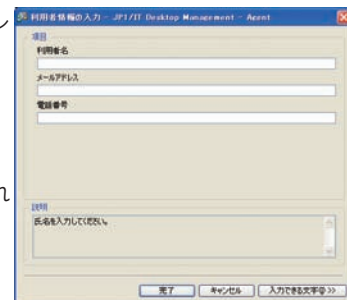 レ
利用者情報の入力 - JP1/IT Desktop Management - Agent
項目
利用者名
メールアドレス
電話番号
れ
説明
氏名を入力してください。
完了 キャンセル 入力できる文字(D) >>